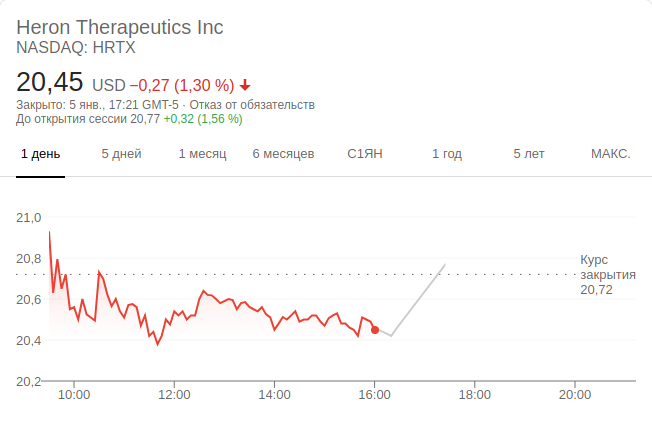 Heron Therapeutics Inc
NASDAQ: HRTX
20,45 USD −0,27 (1,30 %)
Закрыто: 5 янв., 17:21 GMT-5 · Отказ от обязательств
До открытия сессии 20,77 +0,32 (1,56 %)
1 день 5 дней 1 месяц 6 месяцев С1ЯН 1 год 5 лет МАКС.
21,0
20,8
20,6
20,4
20,2
Курс
закрытия
20,72
10:00 12:00 14:00 16:00 18:00 20:00